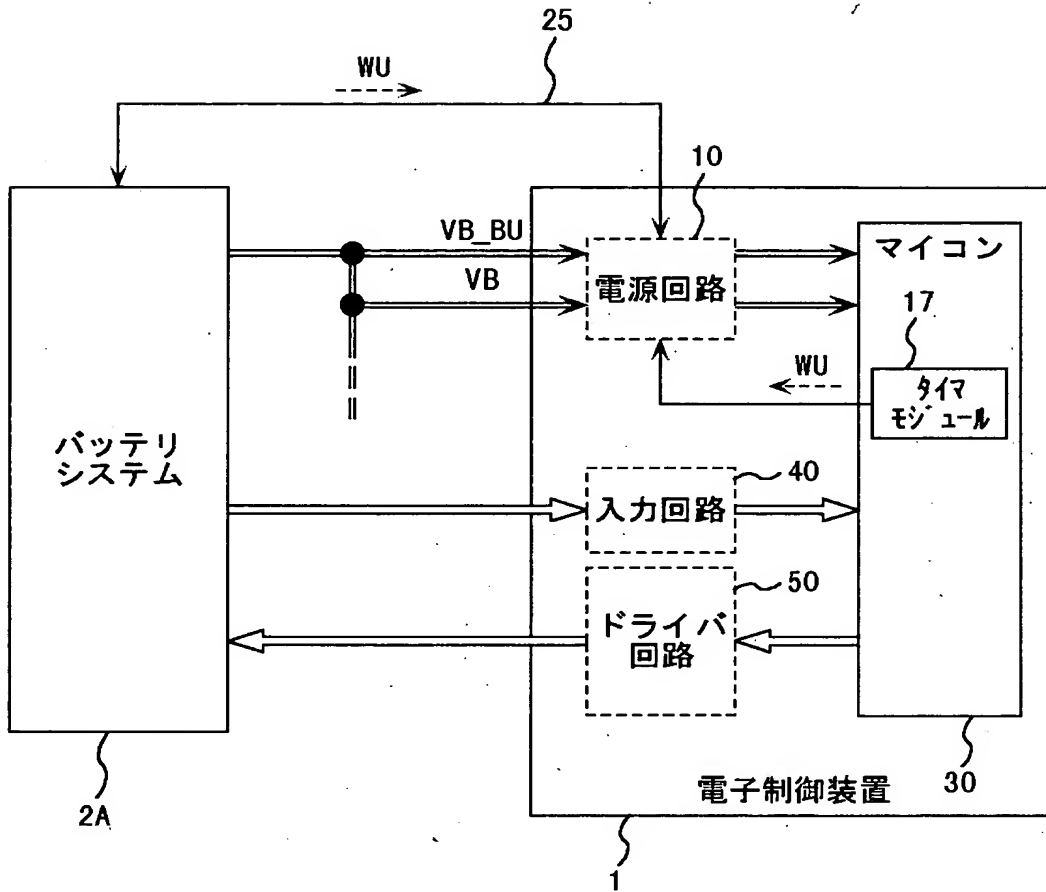 25
WU
10
VB_BU
VB
電源回路
マイコン
17
WU
タイマ
モジュール
バッテリ
システム
40
入力回路
50
ドライバ
回路
2A
電子制御装置
30
1